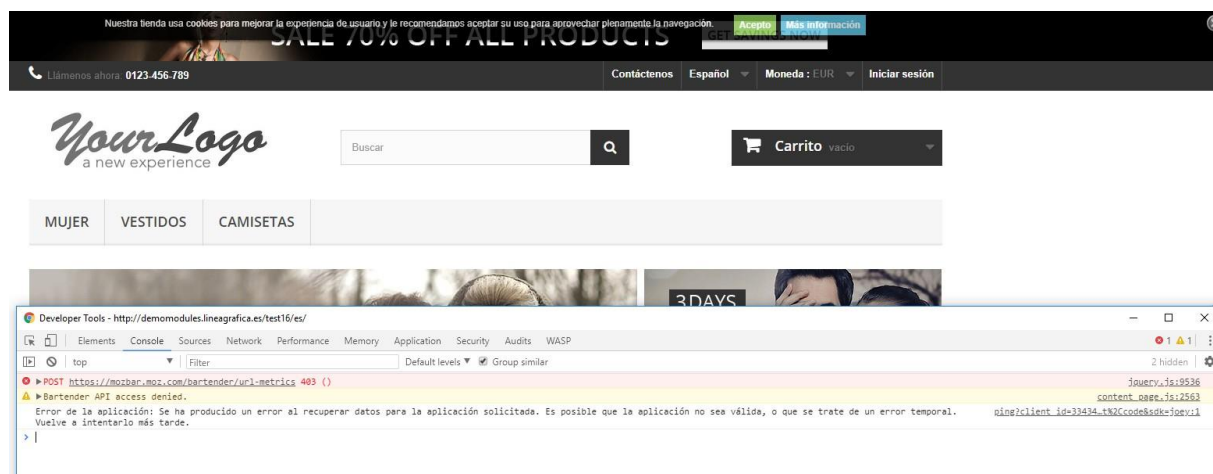 Nuestra tienda usa cookies para mejorar la experiencia de usuario y le recomendamos aceptar su uso para aprovechar plenamente la navegación. Acepto Más información
SALE 70% OFF ALL PRODUCTS GET SAVINGS NOW
Llámenos ahora: 0123-456-789 Contáctenos Español Moneda : EUR Iniciar sesión
YourLogo
a new experience
Buscar
Carrito vacío
MUJER VESTIDOS CAMISETAS
3 DAYS
Developer Tools - http://demomodules.lineagrafica.es/test16/es/
Elements Console Sources Network Performance Memory Application Security Audits WASP 1 1
top Filter Default levels Group similar 2 hidden
POST https://mozbar.moz.com/bartender/url-metrics 403 () jquery.js:9536
Bartender API access denied. content_page.js:2563
Error de la aplicación: Se ha producido un error al recuperar datos para la aplicación solicitada. Es posible que la aplicación no sea válida, o que se trate de un error temporal. ping?client_id=33434…t%2Ccode&sdk=joey:1
Vuelve a intentarlo más tarde.